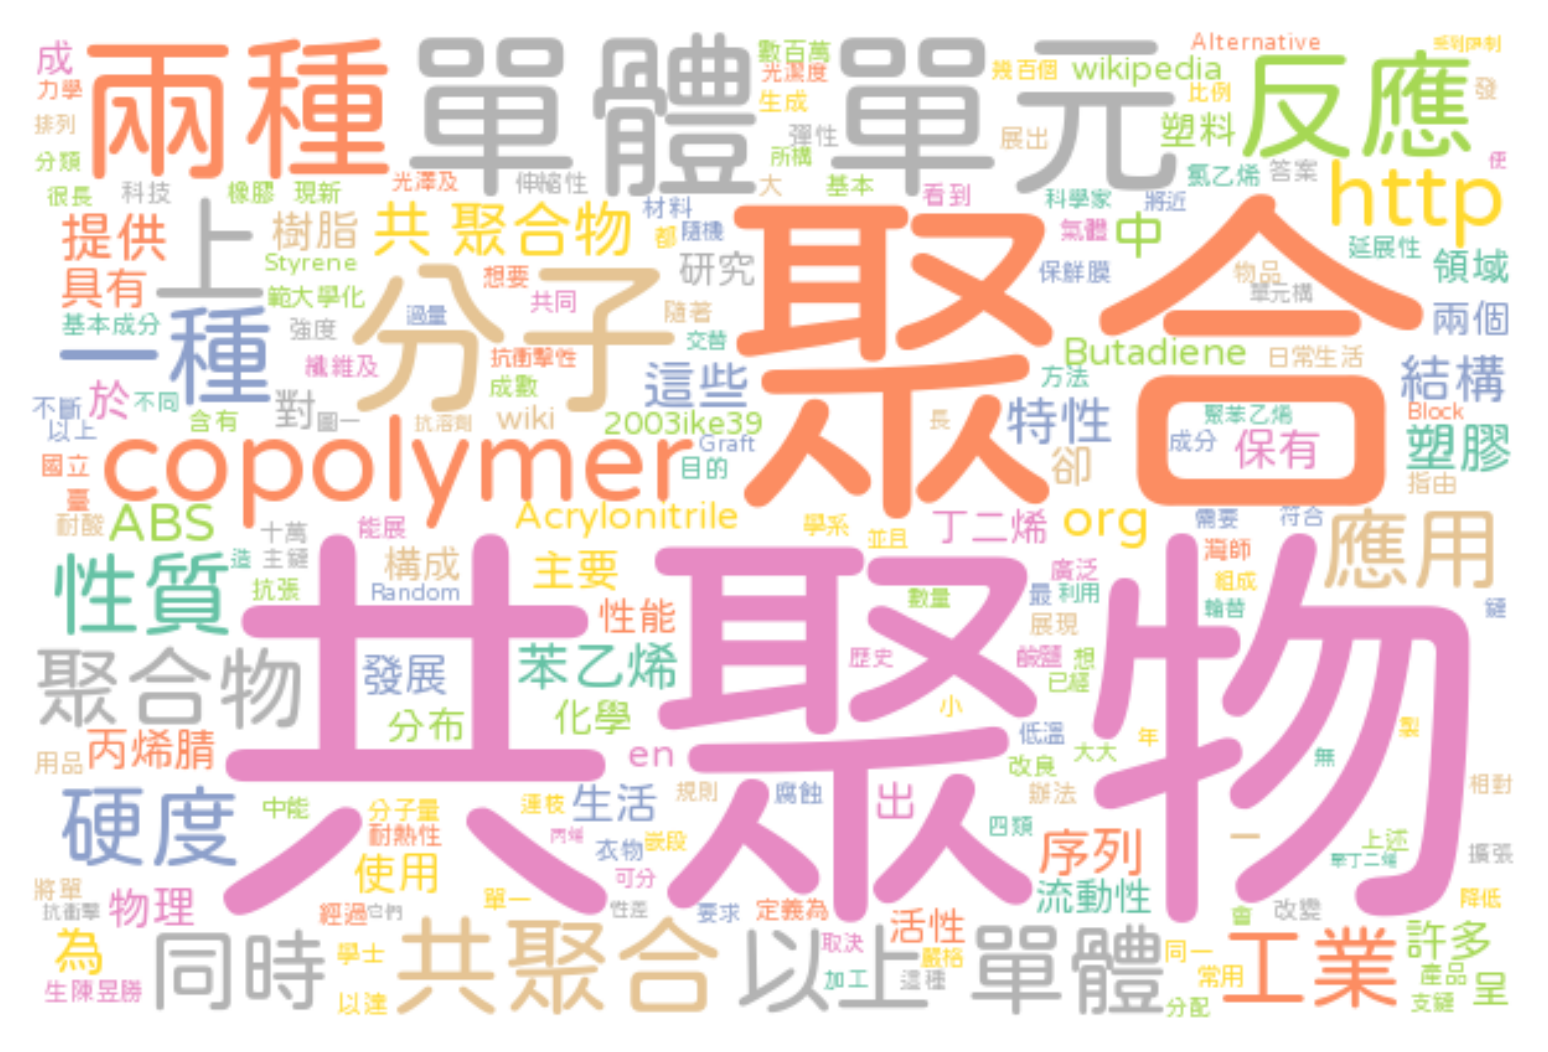 成
兩種
單體單元
數百萬
光潔度
生成
幾百個
wikipedia
Alternative
比例
反應
發
力學
排列
分類
很長
科技
橡膠
現新
光澤及
伸縮性
大
彈性
所構
基本
展出
看到
塑料
氯乙烯
答案
便
http
提供
上
樹脂
共 聚合物
材料
都
隨機
科學家
將近
氣體
中
延展性
領域
具有
Styrene
範大學化
分子
想要
共同
研究
聚合
保鮮膜
物品
單元構
兩個
基本成分
一種
強度
過量
隨著
交替
Butadiene
日常生活
纖維及
抗衝擊性
成數
這些
方法
結構
不斷
以上
於
不同
含有
對
圖一
抗溶劑
wiki
2003ike39
Graft
長
特性
聚苯乙烯
成分
保有
Block
塑膠
國立
臺
copolymer
目的
卻
指由
耐酸
ABS
十萬
能展
Acrylonitrile
學系
並且
丁二烯
org
需要
符合
應用
性質
造
主鏈
抗張
構成
Random
主要
性能
數量
廣泛
最
利用
展現
灣師
組成
輪替
鏈
聚合物
共聚物
發展
分布
苯乙烯
化學
en
歷史
鹼鹽
想
已經
小
低溫
大大
年
改良
辦法
無
製
相對
用品
丙烯腈
硬度
中能
分子量
耐熱性
連枝
丙烯
生活
規則
腐蝕
出
四類
衣物
嵌段
可分
使用
序列
流動性
一
上述
擴張
降低
將單
抗衝擊
物理
經過
它們
單一
性差
要求
定義為
活性
會
改變
為
同時
學士
以建
共聚合
以上
取決
加工
嚴格
這種
單體
同一
常用
分配
工業
許多
產品
支鏈
呈
生陳昱勝